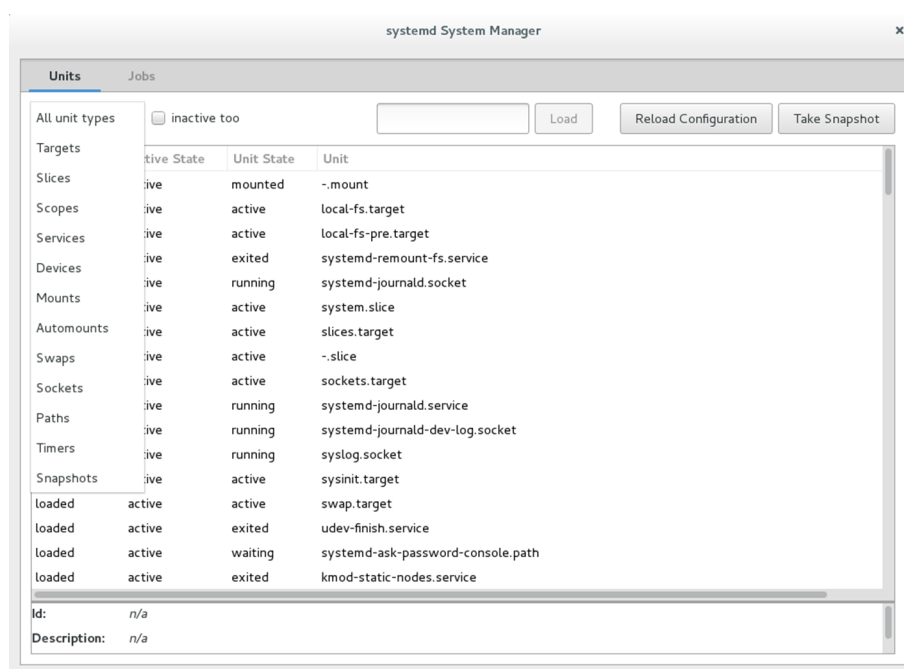 systemd System Manager ×
Units Jobs
All unit types inactive too Load Reload Configuration Take Snapshot
Targets
Slices
Scopes
Services
Devices
Mounts
Automounts
Swaps
Sockets
Paths
Timers
Snapshots
Unit State Unit
mounted -.mount
active local-fs.target
active local-fs-pre.target
exited systemd-remount-fs.service
running systemd-journald.socket
active system.slice
active slices.target
active -.slice
active sockets.target
running systemd-journald.service
running systemd-journald-dev-log.socket
running syslog.socket
active sysinit.target
loaded active active swap.target
loaded active exited udev-finish.service
loaded active waiting systemd-ask-password-console.path
loaded active exited kmod-static-nodes.service
Id: n/a
Description: n/a